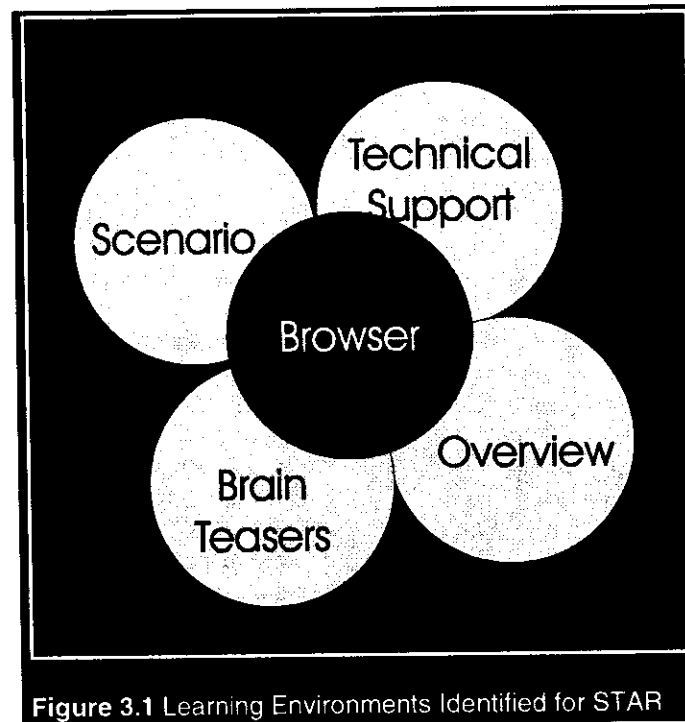 Technical
Support
Scenario
Browser
Overview
Brain
Teasers
Figure 3.1 Learning Environments Identified for STAR